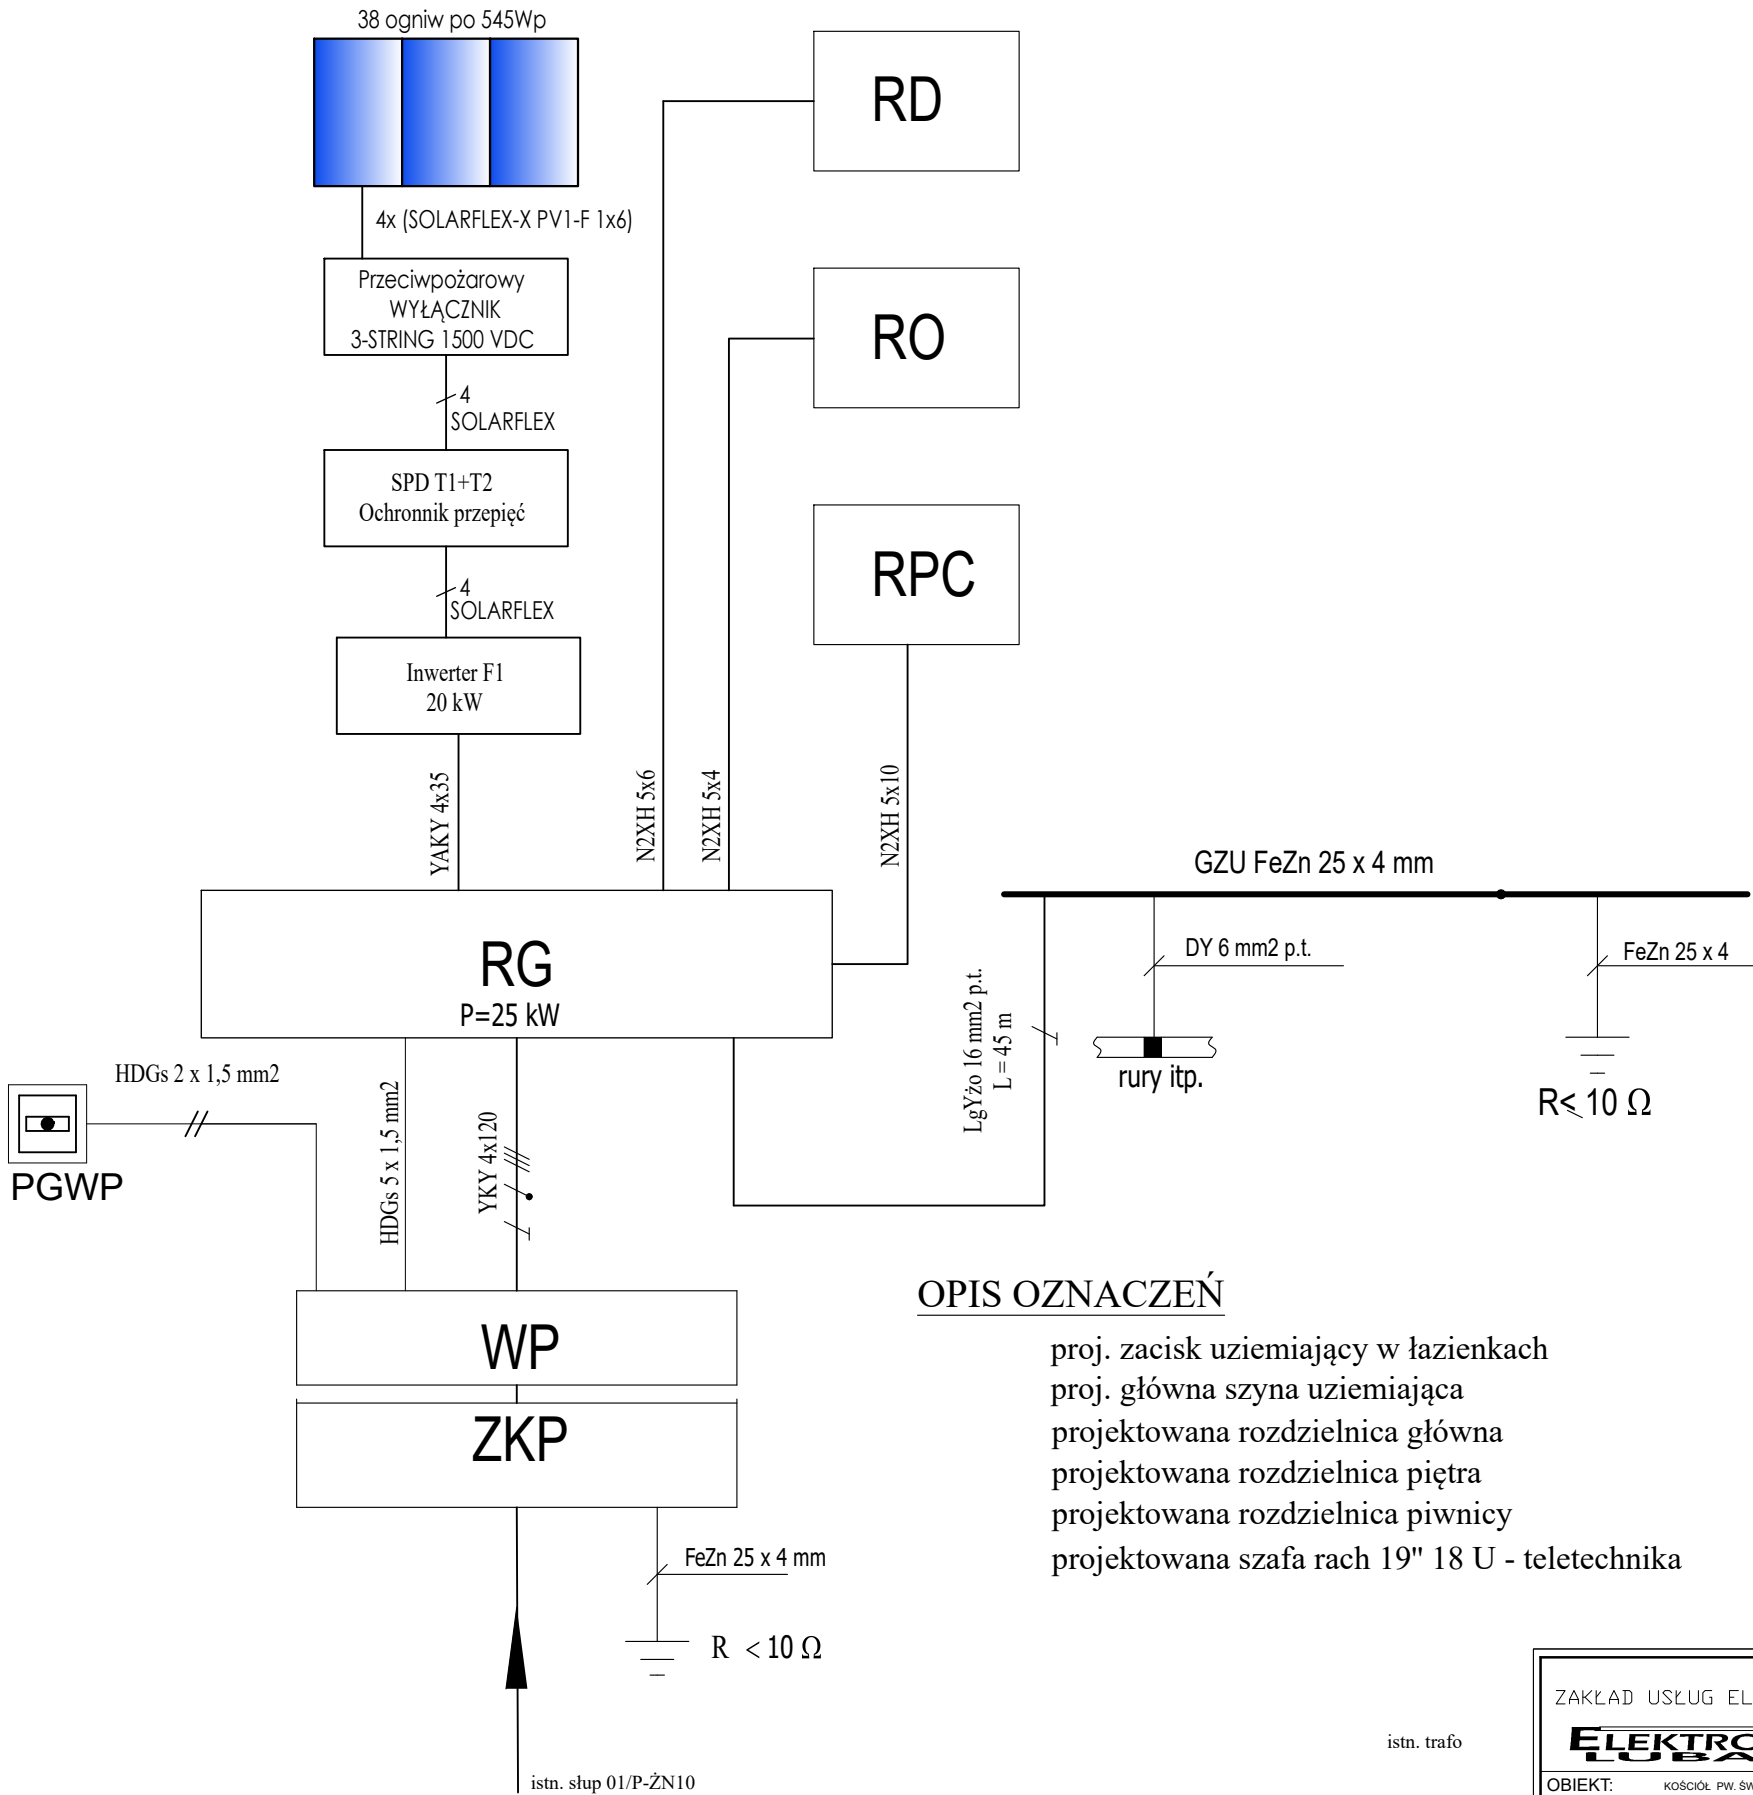 38 ogniw po 545Wp
4x (SOLARFLEX-X PV1-F 1x6)
Przeciwpożarowy
WYŁĄCZNIK
3-STRING 1500 VDC
4
SOLARFLEX
SPD T1+T2
Ochronnik przepięć
4
SOLARFLEX
Inwerter F1
20 kW
YAKY 4x35
N2XH 5x6
N2XH 5x4
N2XH 5x10
RD
RO
RPC
RG
P=25 kW
GZU FeZn 25 x 4 mm
DY 6 mm2 p.t.
FeZn 25 x 4
LgYżo 16 mm2 p.t.
L = 45 m
rury itp.
R< 10 Ω
HDGs 2 x 1,5 mm2
PGWP
HDGs 5 x 1,5 mm2
YKY 4x120
WP
ZKP
FeZn 25 x 4 mm
R < 10 Ω
istn. słup 01/P-ŻN10
OPIS OZNACZEŃ
proj. zacisk uziemiający w łazienkach
proj. główna szyna uziemiająca
projektowana rozdzielnica główna
projektowana rozdzielnica piętra
projektowana rozdzielnica piwnicy
projektowana szafa rach 19" 18 U - teletechnika
istn. trafo
ZAKŁAD USŁUG EL
ELEKTRO
LUBA
OBIEKT: KOŚCIÓŁ PW. ŚW